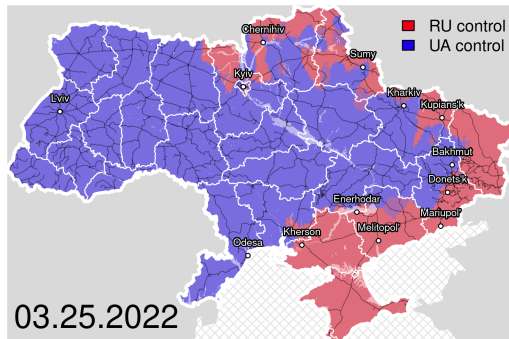 RU control
UA control
Chernihiv
Sumy
Kyiv
Kharkiv
Kupians'k
Lviv
Bakhmut
Donets'k
Enerhodar
Mariupol'
Kherson
Melitopol'
Odesa
03.25.2022